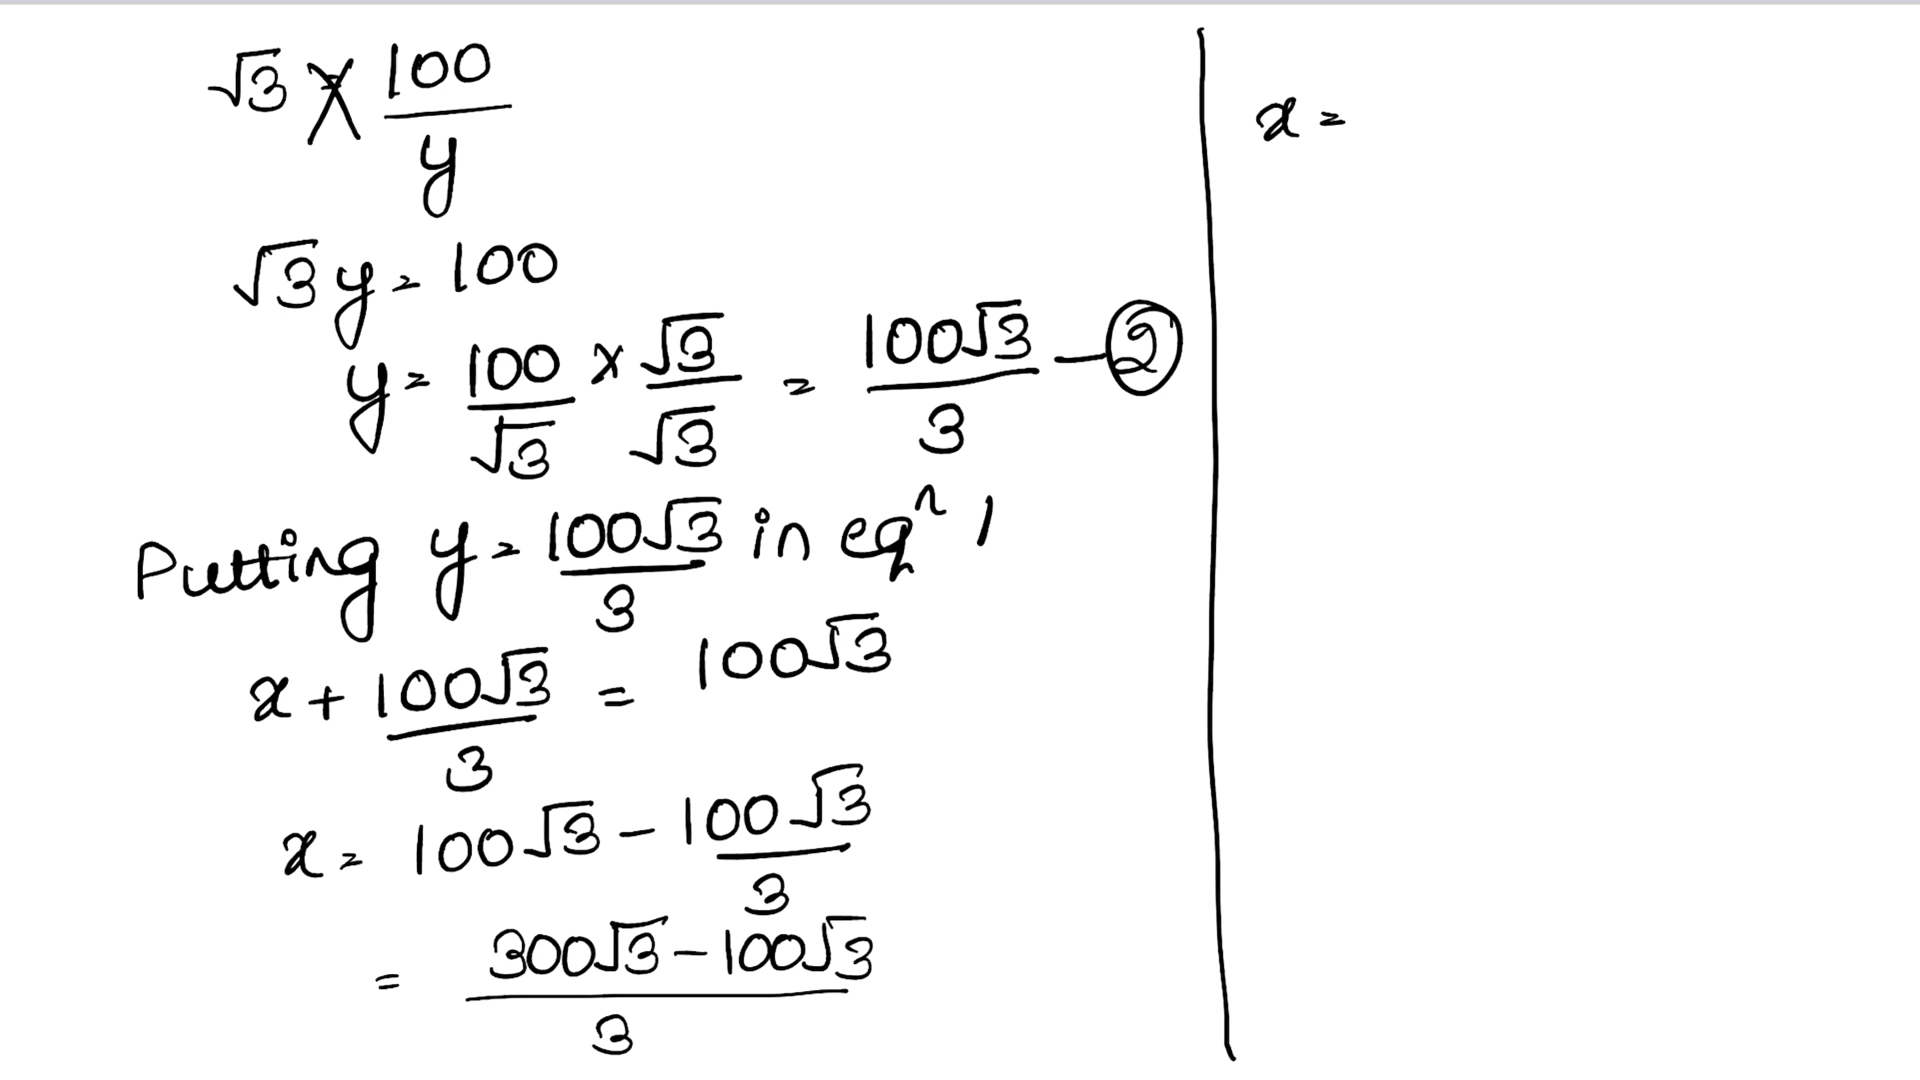 √3 × 100/y
√3 y = 100
y = 100/√3 × √3/√3 = 100√3/3 — ②
Putting y = 100√3/3 in eqⁿ 1
x + 100√3/3 = 100√3
x = 100√3 − 100√3/3
= (300√3 − 100√3)/3
x =